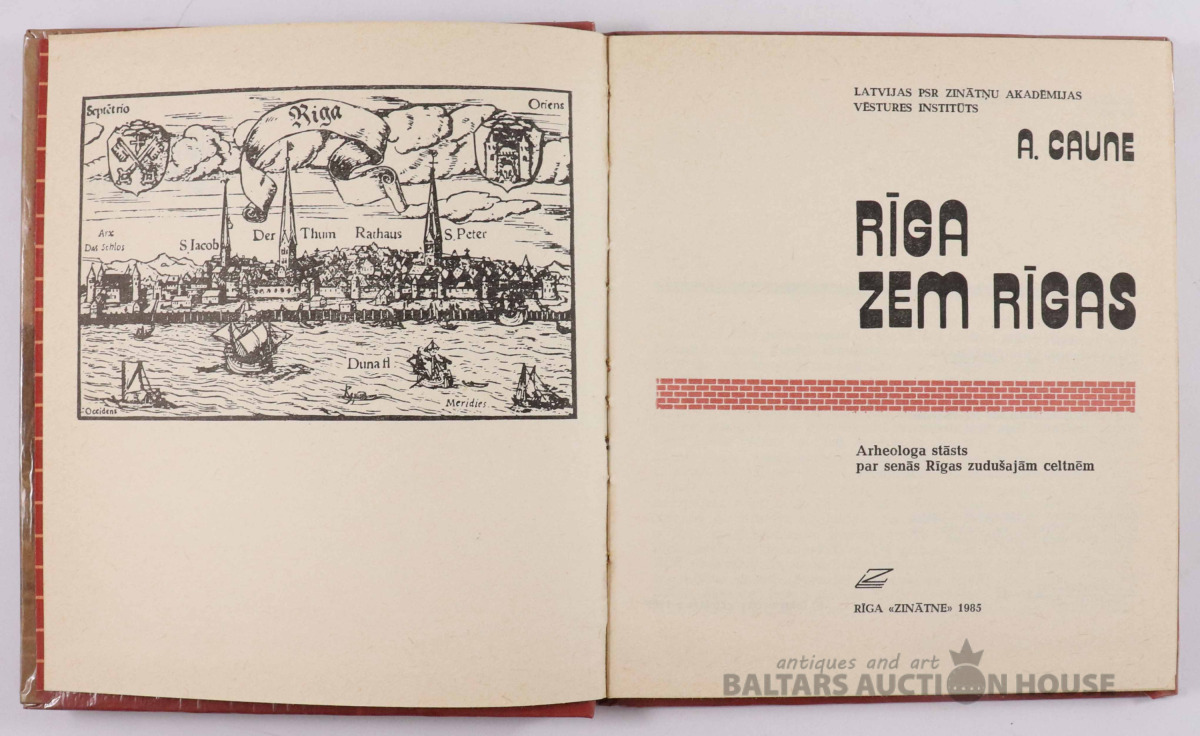 Septētrio
Riga
Oriens
Arx
Das Schlos
S. Iacob
Der Thum
Rathaus
S. Peter
Duna fl
Occidens
Meridies
LATVIJAS PSR ZINĀTŅU AKADĒMIJAS
VĒSTURES INSTITŪTS
A. CAUNE
RĪGA
ZEM RĪGAS
Arheologa stāsts
par senās Rīgas zudušajām celtnēm
RĪGA «ZINĀTNE» 1985
antiques and art
BALTARS AUCTION HOUSE